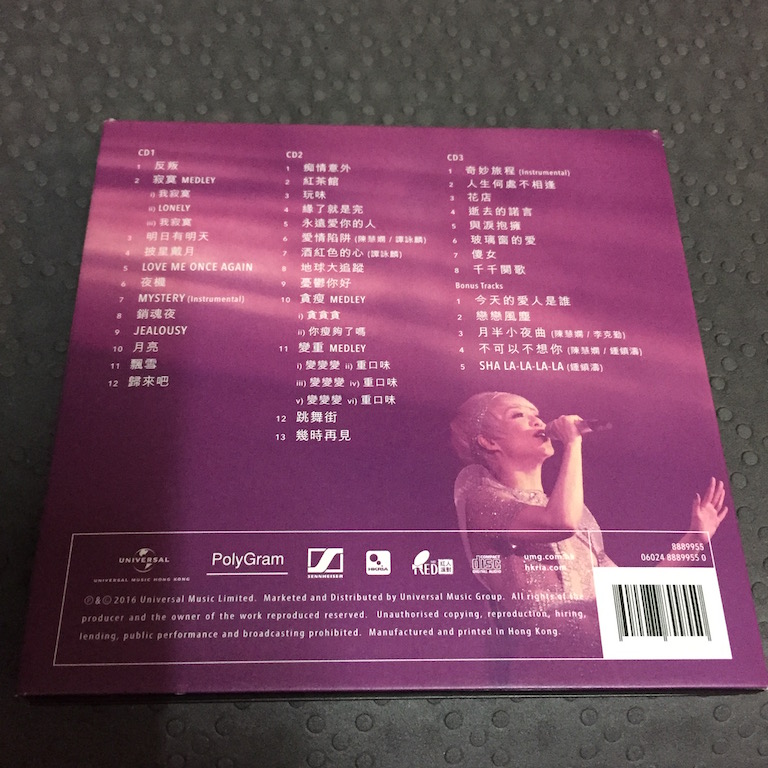 CD1
1 反叛
2 寂寞 MEDLEY
i) 我寂寞
ii) LONELY
iii) 我寂寞
3 明日有明天
4 披星戴月
5 LOVE ME ONCE AGAIN
6 夜機
7 MYSTERY (Instrumental)
8 銷魂夜
9 JEALOUSY
10 月亮
11 飄雪
12 歸來吧
CD2
1 痴情意外
2 紅茶館
3 玩味
4 緣了就是完
5 永遠愛你的人
6 愛情陷阱 (陳慧嫻 / 譚詠麟)
7 酒紅色的心 (譚詠麟)
8 地球大追蹤
9 憂鬱你好
10 貪瘦 MEDLEY
i) 貪貪貪
ii) 你瘦夠了嗎
11 變重 MEDLEY
i) 變變變 ii) 重口味
iii) 變變變 iv) 重口味
v) 變變變 vi) 重口味
12 跳舞街
13 幾時再見
CD3
1 奇妙旅程 (Instrumental)
2 人生何處不相逢
3 花店
4 逝去的諾言
5 與淚抱擁
6 玻璃窗的愛
7 傻女
8 千千闋歌
Bonus Tracks
1 今天的愛人是誰
2 戀戀風塵
3 月半小夜曲 (陳慧嫻 / 李克勤)
4 不可以不想你 (陳慧嫻 / 鍾鎮濤)
5 SHA LA-LA-LA-LA (鍾鎮濤)
UNIVERSAL
UNIVERSAL MUSIC HONG KONG
PolyGram
SENNHEISER
HKRIA
RED 紅人派對
COMPACT disc DIGITAL AUDIO
umg.com.hk
hkria.com
8889955
06024 8889955 0
Ⓟ & © 2016 Universal Music Limited. Marketed and Distributed by Universal Music Group. All rights of the
producer and the owner of the work reproduced reserved. Unauthorised copying, reproduction, hiring,
lending, public performance and broadcasting prohibited. Manufactured and printed in Hong Kong.